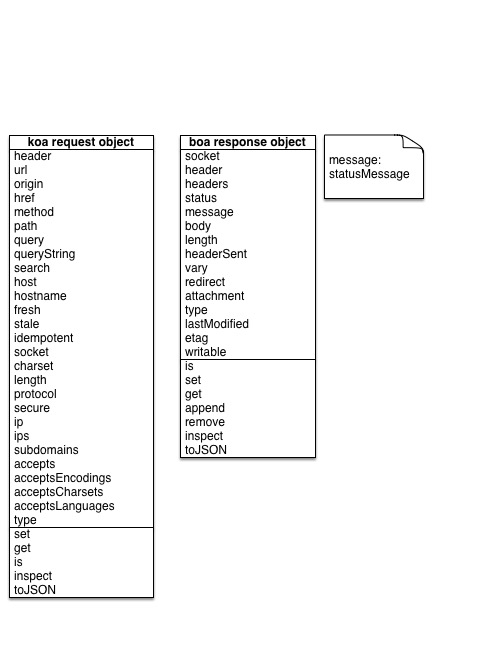 koa request object
header
url
origin
href
method
path
query
queryString
search
host
hostname
fresh
stale
idempotent
socket
charset
length
protocol
secure
ip
ips
subdomains
accepts
acceptsEncodings
acceptsCharsets
acceptsLanguages
type
set
get
is
inspect
toJSON
boa response object
socket
header
headers
status
message
body
length
headerSent
vary
redirect
attachment
type
lastModified
etag
writable
is
set
get
append
remove
inspect
toJSON
message:
statusMessage